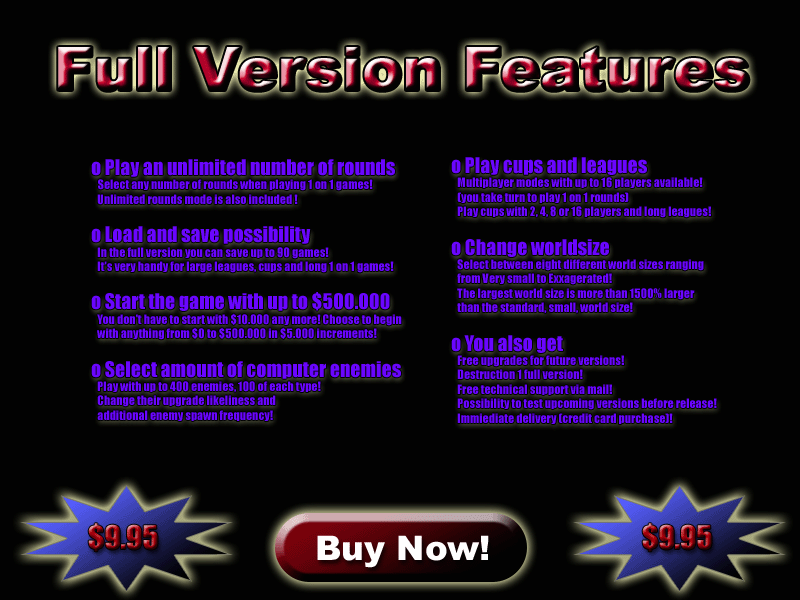 Full Version Features
o Play an unlimited number of rounds
Select any number of rounds when playing 1 on 1 games!
Unlimited rounds mode is also included !
o Load and save possibility
In the full version you can save up to 90 games!
It's very handy for large leagues, cups and long 1 on 1 games!
o Start the game with up to $500.000
You don't have to start with $10.000 any more! Choose to begin
with anything from $0 to $500.000 in $5.000 increments!
o Select amount of computer enemies
Play with up to 400 enemies, 100 of each type!
Change their upgrade likeliness and
additional enemy spawn frequency!
o Play cups and leagues
Multiplayer modes with up to 16 players available!
(you take turn to play 1 on 1 rounds)
Play cups with 2, 4, 8 or 16 players and long leagues!
o Change worldsize
Select between eight different world sizes ranging
from Very small to Exxagerated!
The largest world size is more than 1500% larger
than the standard, small, world size!
o You also get
Free upgrades for future versions!
Destruction 1 full version!
Free technical support via mail!
Possibility to test upcoming versions before release!
Immiediate delivery (credit card purchase)!
$9.95
Buy Now!
$9.95